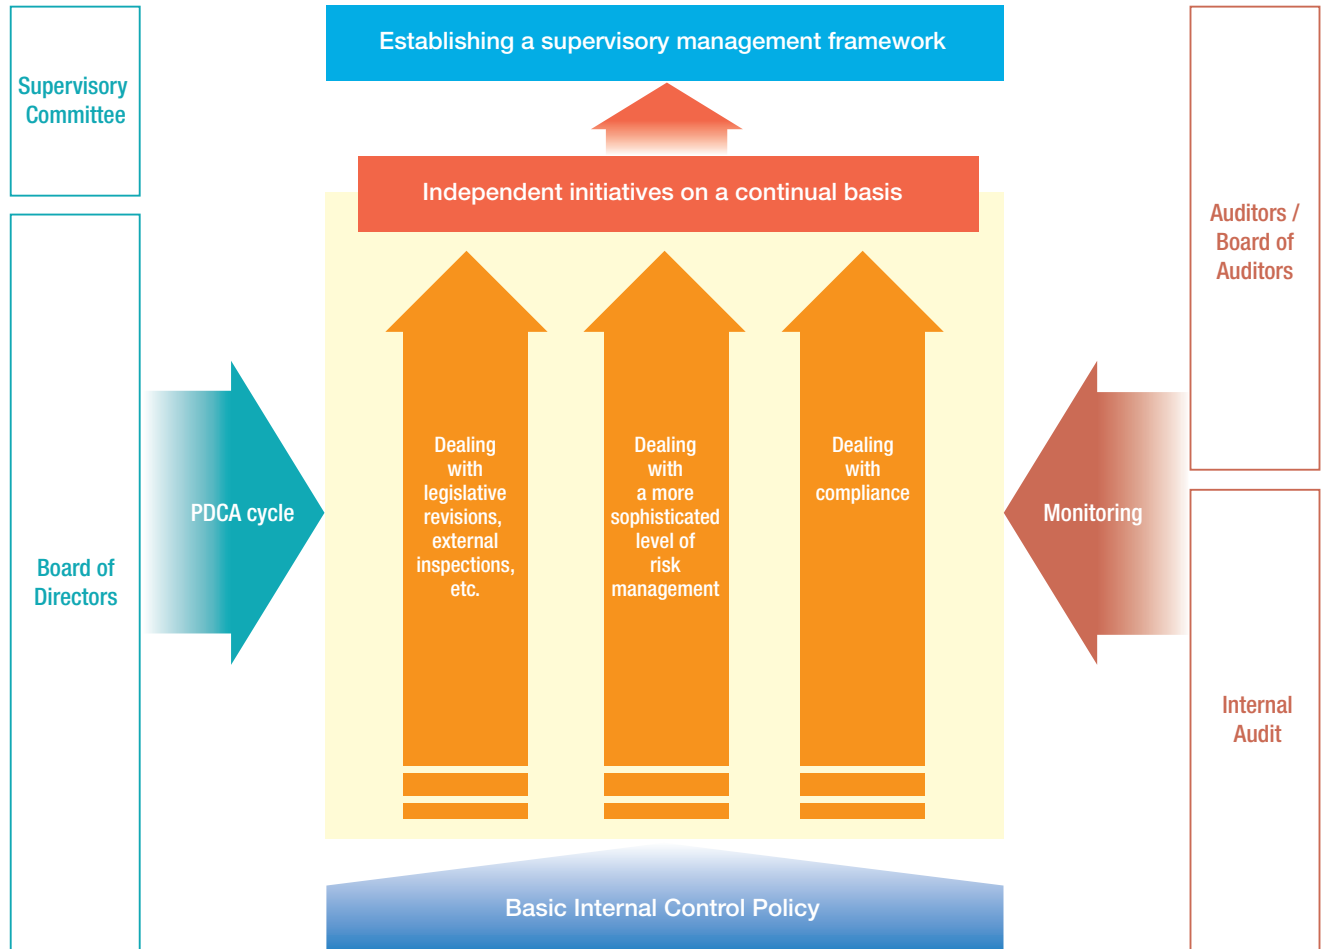 Establishing a supervisory management framework
Supervisory
Committee
Independent initiatives on a continual basis
Auditors /
Board of
Auditors
Dealing
with
legislative
revisions,
external
inspections,
etc.
Dealing
with
a more
sophisticated
level of
risk
management
Dealing
with
compliance
PDCA cycle
Monitoring
Board of
Directors
Internal
Audit
Basic Internal Control Policy